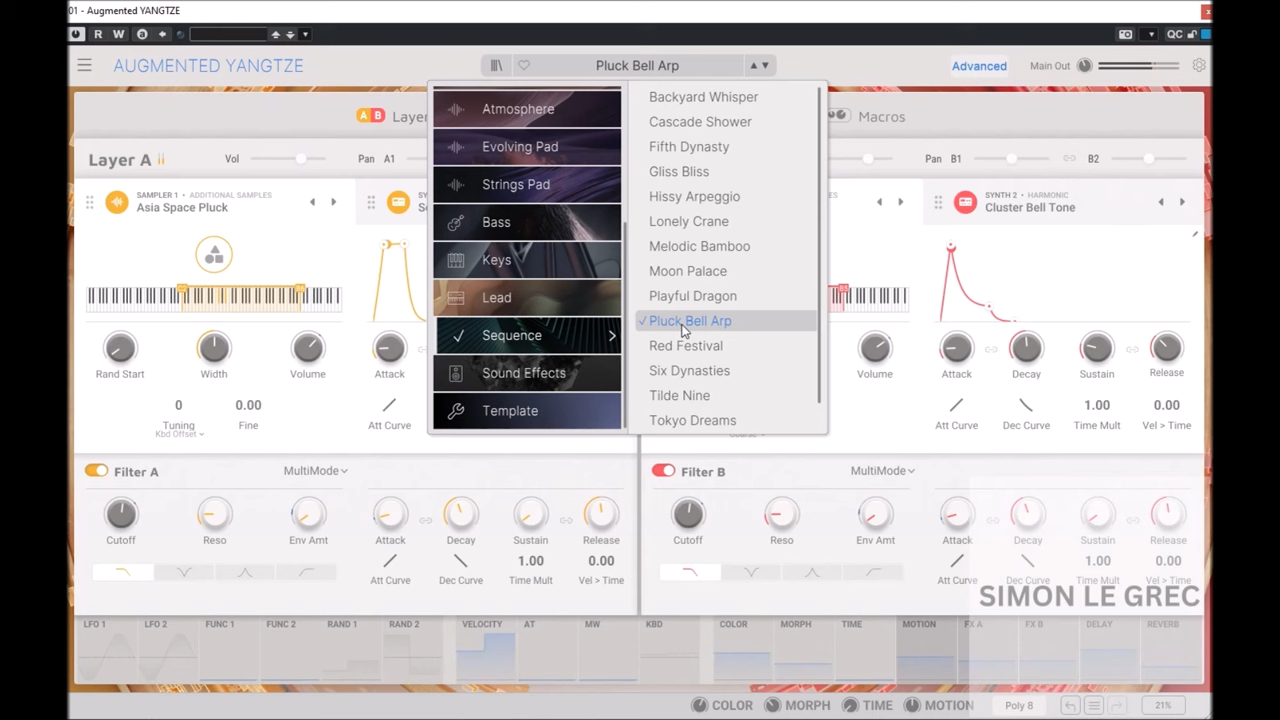 01 - Augmented YANGTZE
x
R W a
QC
AUGMENTED YANGTZE
Pluck Bell Arp
Advanced
Main Out
A B Layer
Macros
Layer A
Vol
Pan A1
Pan B1
B2
SAMPLER 1 • ADDITIONAL SAMPLES
Asia Space Pluck
SYNTH 2 • HARMONIC
Cluster Bell Tone
Atmosphere
Evolving Pad
Strings Pad
Bass
Keys
Lead
Sequence
Sound Effects
Template
Backyard Whisper
Cascade Shower
Fifth Dynasty
Gliss Bliss
Hissy Arpeggio
Lonely Crane
Melodic Bamboo
Moon Palace
Playful Dragon
✓ Pluck Bell Arp
Red Festival
Six Dynasties
Tilde Nine
Tokyo Dreams
Rand Start
Width
Volume
Attack
Volume
Attack
Decay
Sustain
Release
0
0.00
Tuning
Kbd Offset
Fine
Att Curve
1.00
0.00
Att Curve
Dec Curve
Time Mult
Vel > Time
Filter A
MultiMode
Filter B
MultiMode
Cutoff
Reso
Env Amt
Attack
Decay
Sustain
Release
Cutoff
Reso
Env Amt
Attack
Decay
Sustain
Release
1.00
0.00
1.00
0.00
Att Curve
Dec Curve
Time Mult
Vel > Time
Att Curve
Dec Curve
Time Mult
Vel > Time
SIMON LE GREC
LFO 1
LFO 2
FUNC 1
FUNC 2
RAND 1
RAND 2
VELOCITY
AT
MW
KBD
COLOR
MORPH
TIME
MOTION
FX A
FX B
DELAY
REVERB
COLOR
MORPH
TIME
MOTION
Poly 8
21%